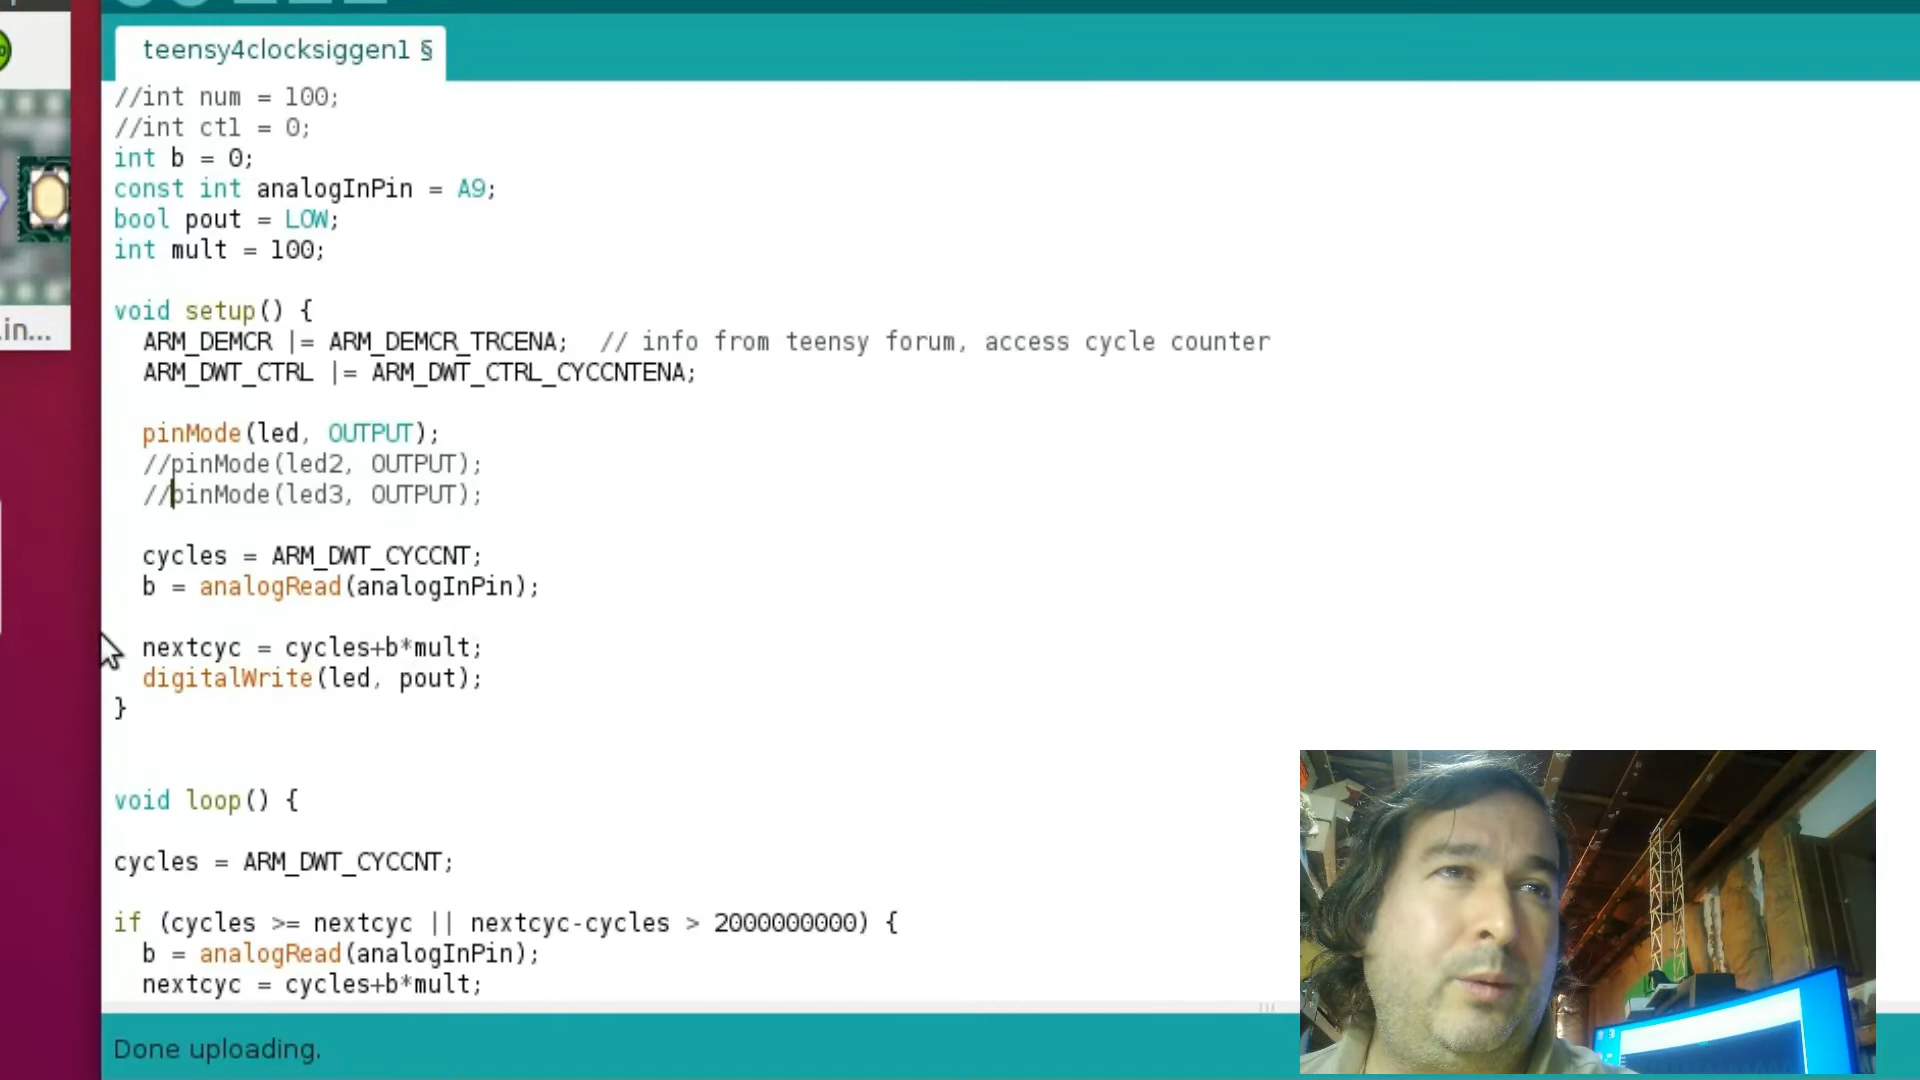 teensy4clocksiggen1 §
//int num = 100;
//int ctl = 0;
int b = 0;
const int analogInPin = A9;
bool pout = LOW;
int mult = 100;
void setup() {
.in...
ARM_DEMCR |= ARM_DEMCR_TRCENA;  // info from teensy forum, access cycle counter
ARM_DWT_CTRL |= ARM_DWT_CTRL_CYCCNTENA;
pinMode(led, OUTPUT);
//pinMode(led2, OUTPUT);
//pinMode(led3, OUTPUT);
cycles = ARM_DWT_CYCCNT;
b = analogRead(analogInPin);
nextcyc = cycles+b*mult;
digitalWrite(led, pout);
}
void loop() {
cycles = ARM_DWT_CYCCNT;
if (cycles >= nextcyc || nextcyc-cycles > 2000000000) {
b = analogRead(analogInPin);
nextcyc = cycles+b*mult;
Done uploading.